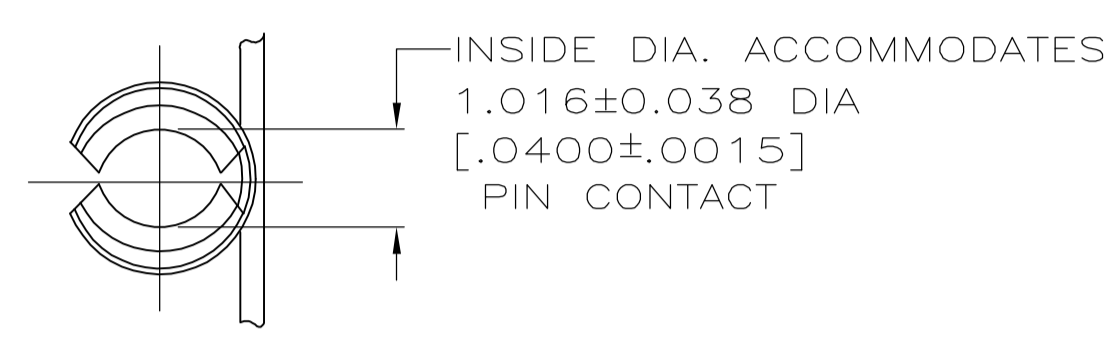 INSIDE DIA. ACCOMMODATES
1.016±0.038 DIA
[.0400±.0015]
PIN CONTACT